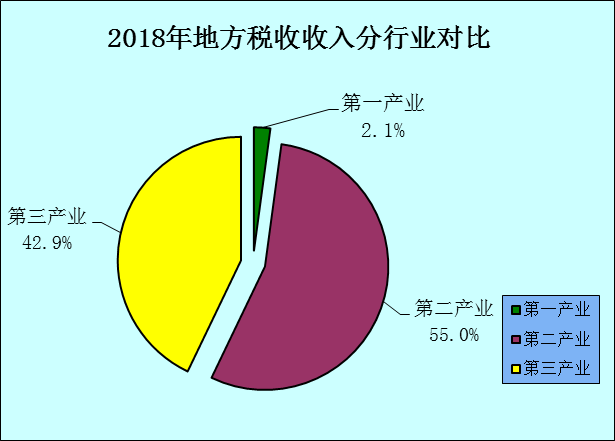 2018年地方税收收入分行业对比
第一产业
2.1%
第三产业
42.9%
第二产业
55.0%
第一产业
第二产业
第三产业